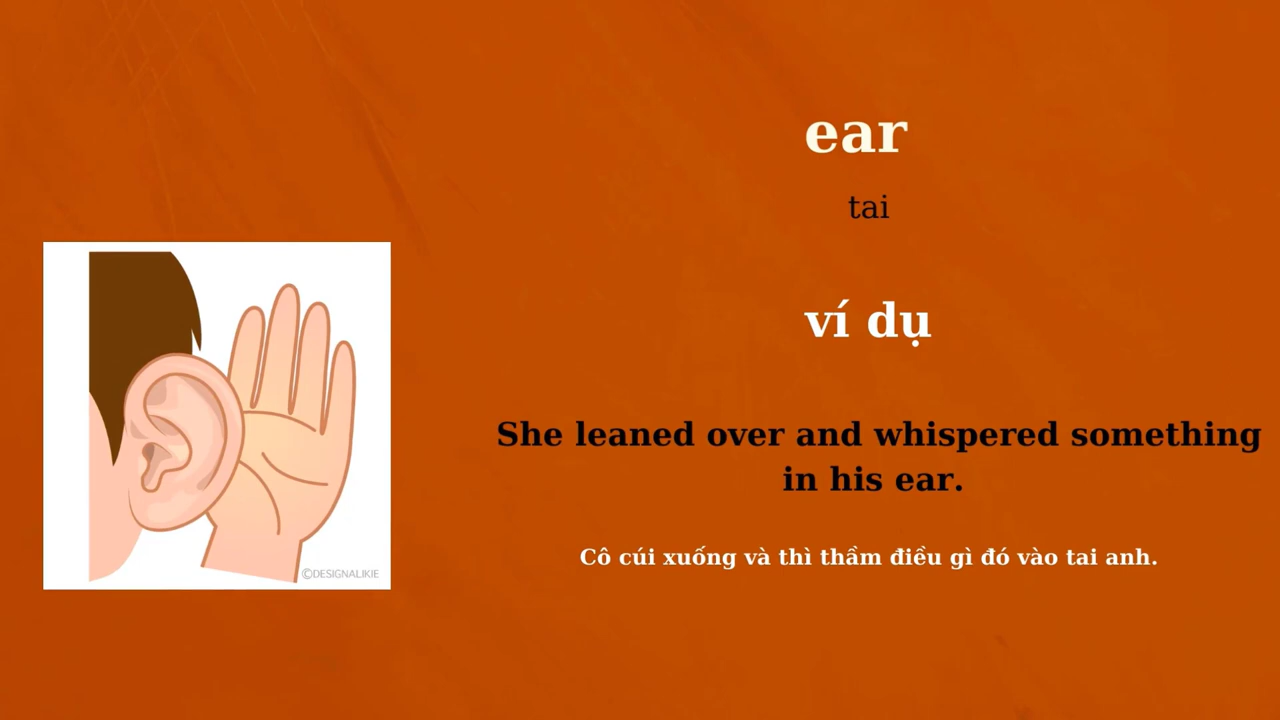 ear
tai
ví dụ
She leaned over and whispered something
in his ear.
Cô cúi xuống và thì thầm điều gì đó vào tai anh.
©DESIGNALIKIE